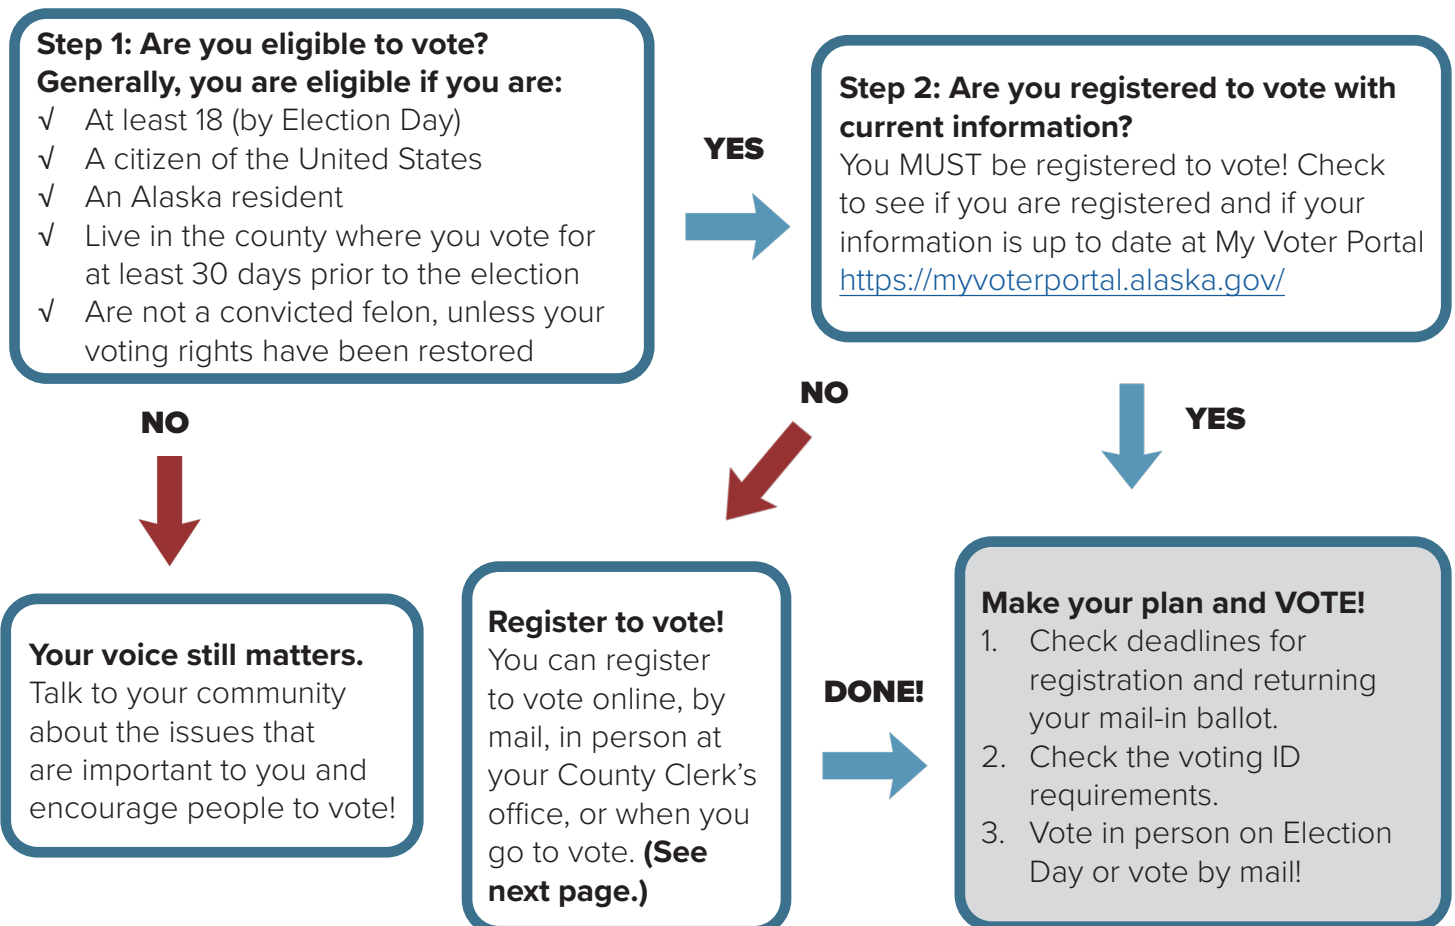 Step 1: Are you eligible to vote?
Generally, you are eligible if you are:
√ At least 18 (by Election Day)
√ A citizen of the United States
√ An Alaska resident
√ Live in the county where you vote for
at least 30 days prior to the election
√ Are not a convicted felon, unless your
voting rights have been restored
YES
Step 2: Are you registered to vote with
current information?
You MUST be registered to vote! Check
to see if you are registered and if your
information is up to date at My Voter Portal
https://myvoterportal.alaska.gov/
NO
NO
YES
Your voice still matters.
Talk to your community
about the issues that
are important to you and
encourage people to vote!
Register to vote!
You can register
to vote online, by
mail, in person at
your County Clerk’s
office, or when you
go to vote. (See
next page.)
DONE!
Make your plan and VOTE!
1. Check deadlines for
registration and returning
your mail-in ballot.
2. Check the voting ID
requirements.
3. Vote in person on Election
Day or vote by mail!